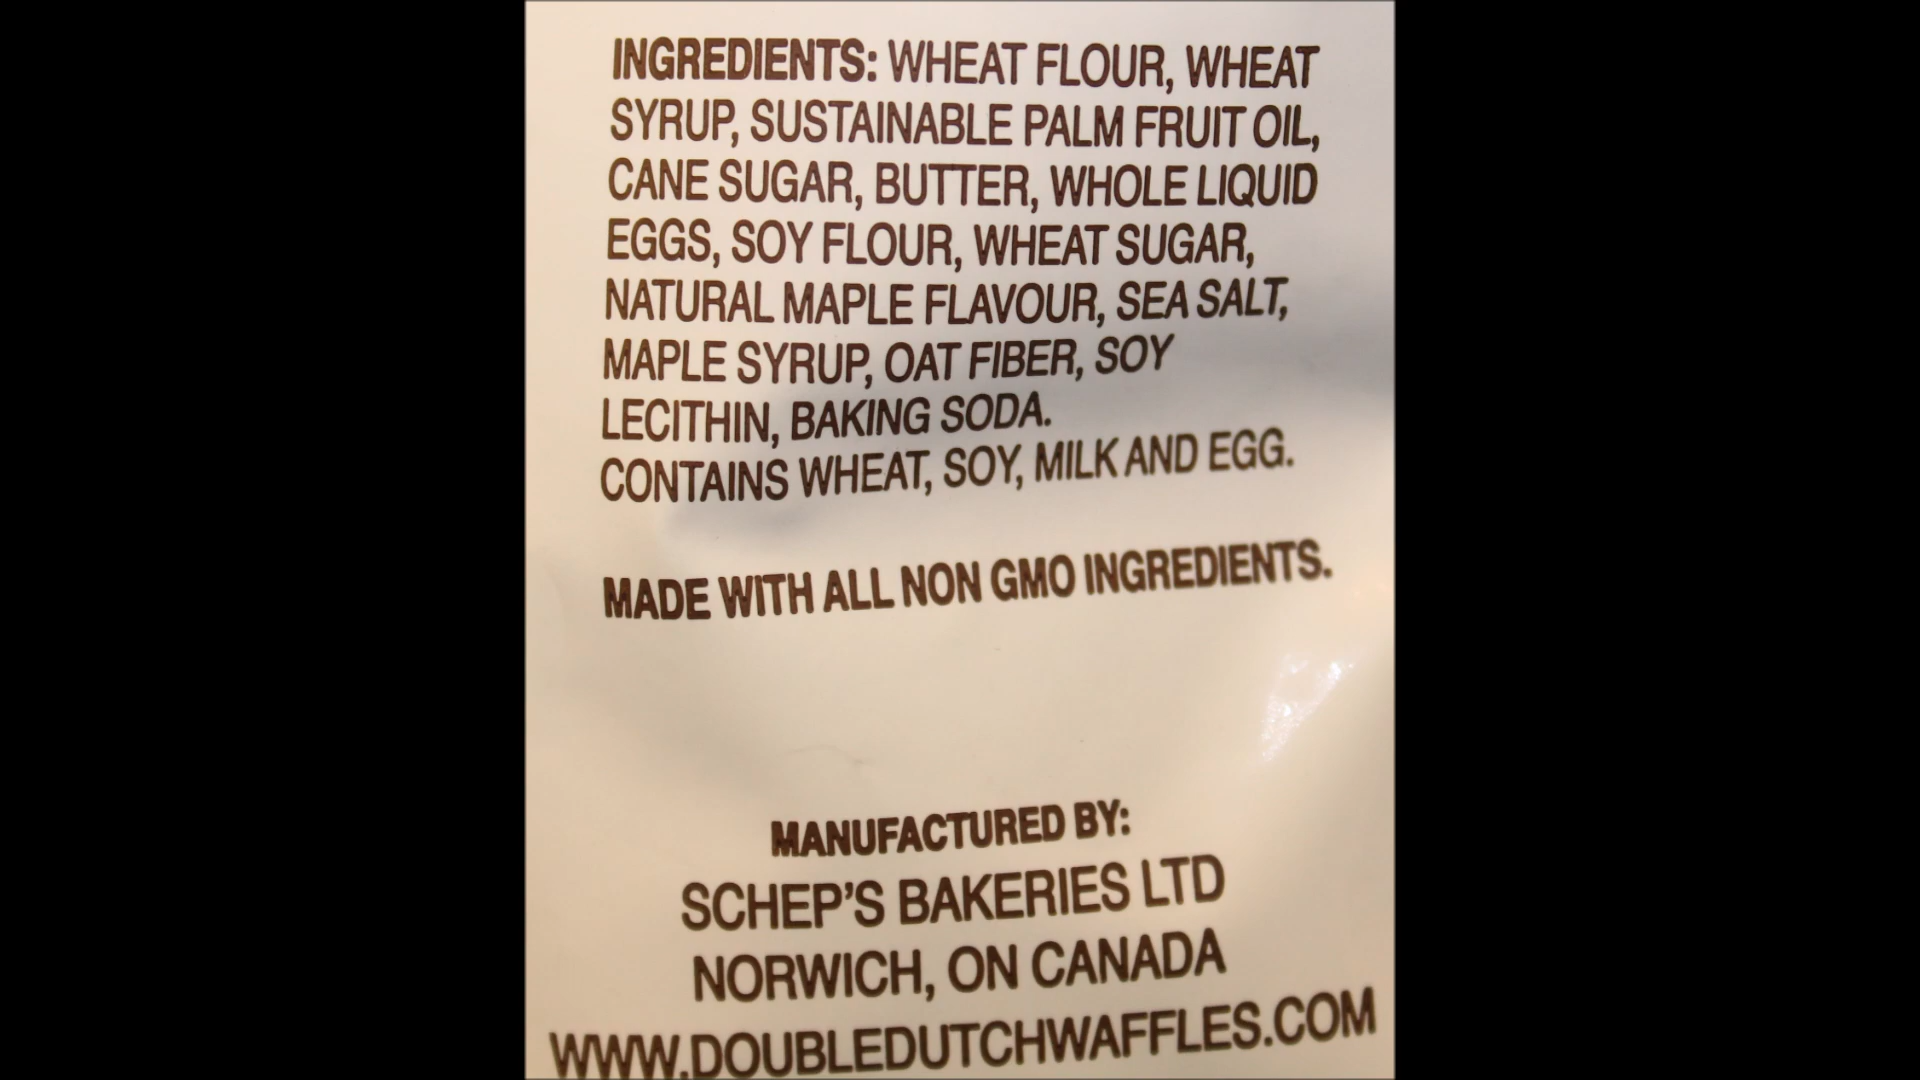 INGREDIENTS: WHEAT FLOUR, WHEAT
SYRUP, SUSTAINABLE PALM FRUIT OIL,
CANE SUGAR, BUTTER, WHOLE LIQUID
EGGS, SOY FLOUR, WHEAT SUGAR,
NATURAL MAPLE FLAVOUR, SEA SALT,
MAPLE SYRUP, OAT FIBER, SOY
LECITHIN, BAKING SODA.
CONTAINS WHEAT, SOY, MILK AND EGG.
MADE WITH ALL NON GMO INGREDIENTS.
MANUFACTURED BY:
SCHEP'S BAKERIES LTD
NORWICH, ON CANADA
WWW.DOUBLEDUTCHWAFFLES.COM